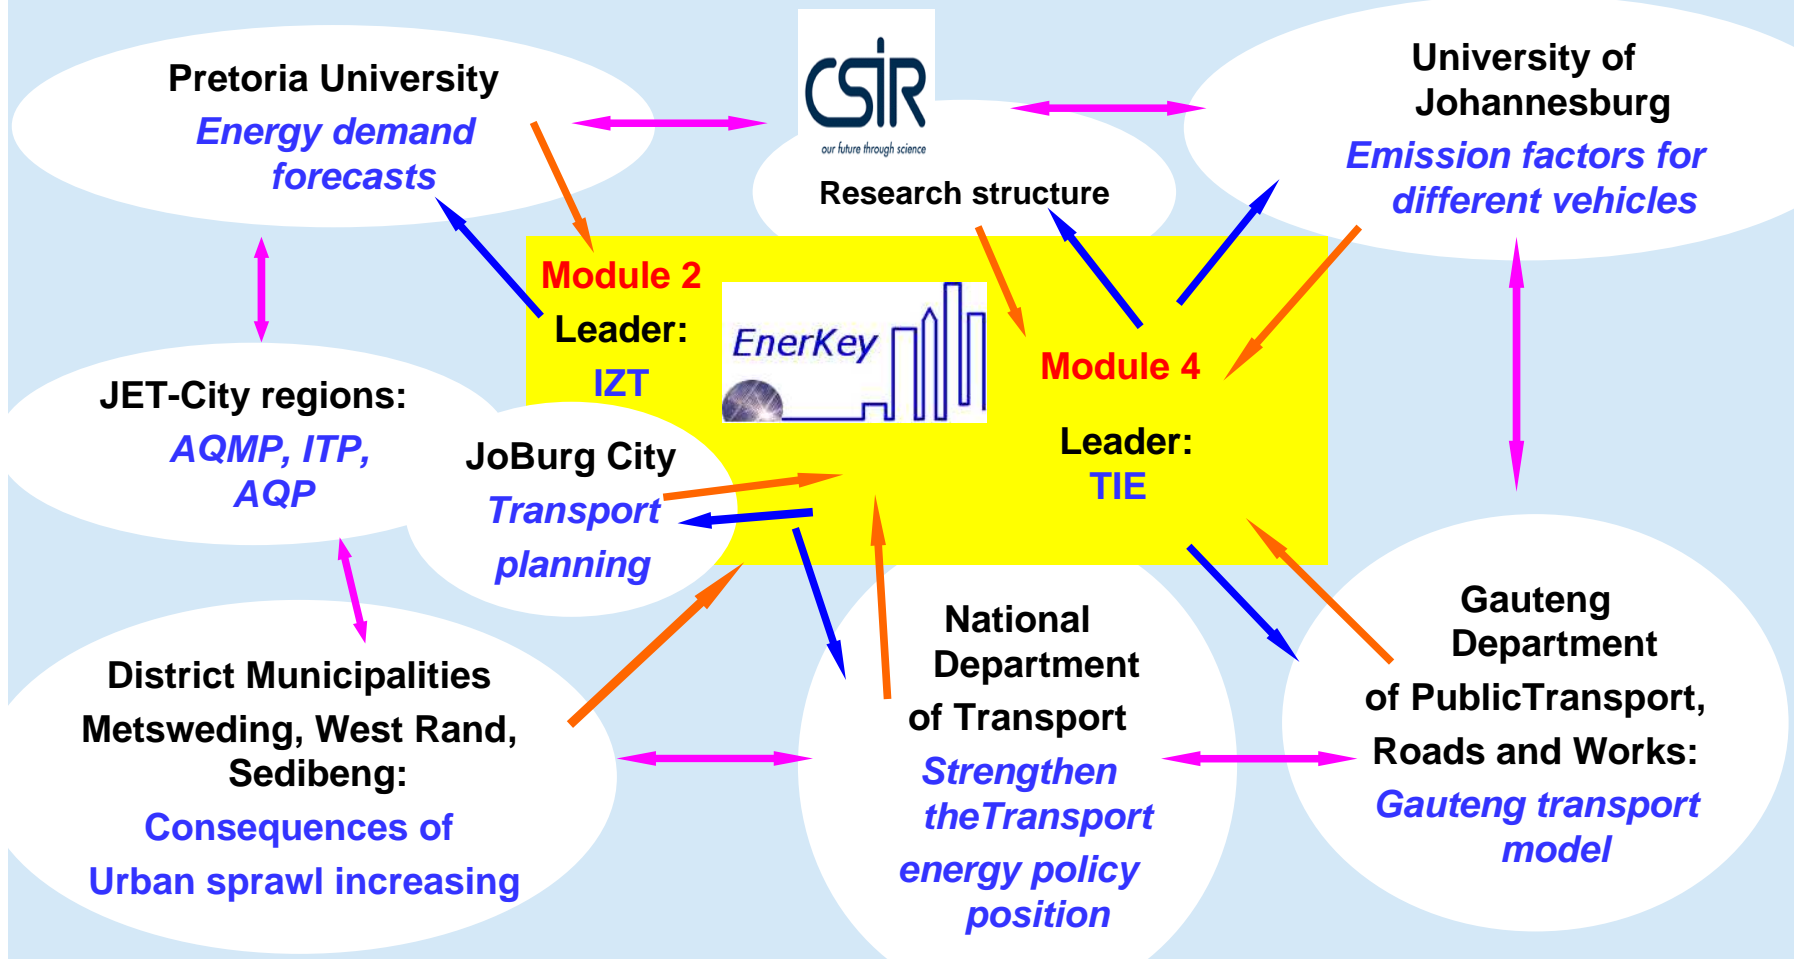 Pretoria University
Energy demand
forecasts
CSIR
our future through science
Research structure
University of
Johannesburg
Emission factors for
different vehicles
Module 2
Leader:
IZT
EnerKey
Module 4
Leader:
TIE
JET-City regions:
AQMP, ITP,
AQP
JoBurg City
Transport
planning
District Municipalities
Metsweding, West Rand,
Sedibeng:
Consequences of
Urban sprawl increasing
National
Department
of Transport
Strengthen
theTransport
energy policy
position
Gauteng
Department
of PublicTransport,
Roads and Works:
Gauteng transport
model